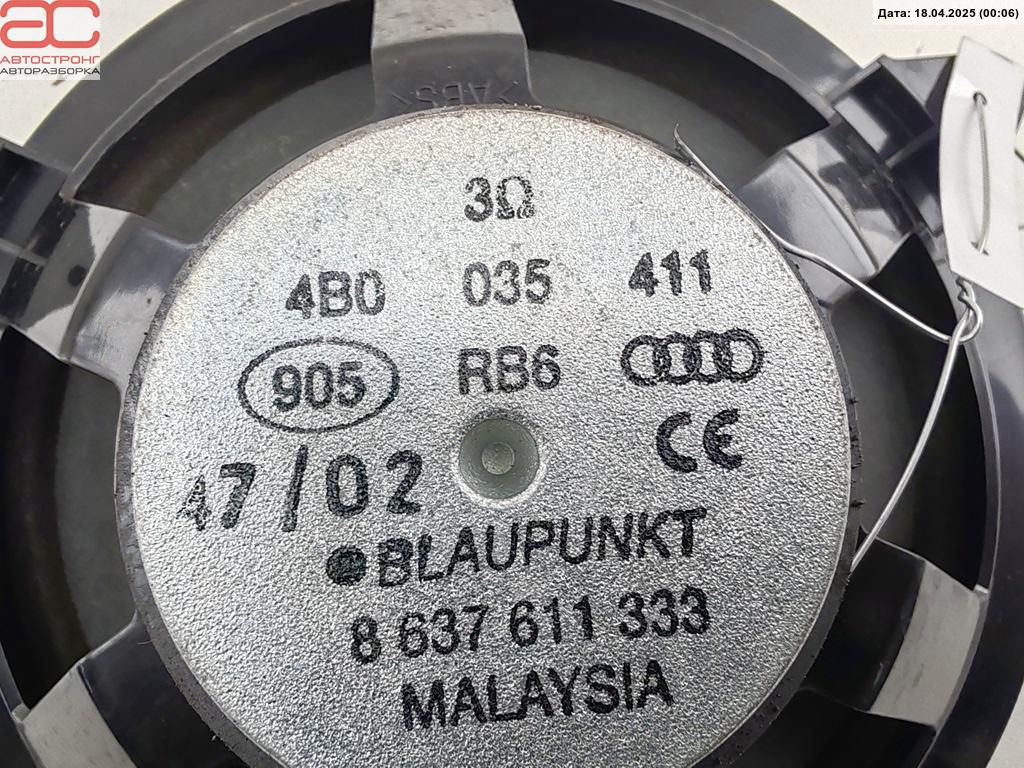 АС
АВТОСТРОНГ
АВТОРАЗБОРКА
Дата: 18.04.2025 (00:06)
>ABS<
3Ω
4B0 035 411
905 RB6
CE
47/02
BLAUPUNKT
8 637 611 333
MALAYSIA